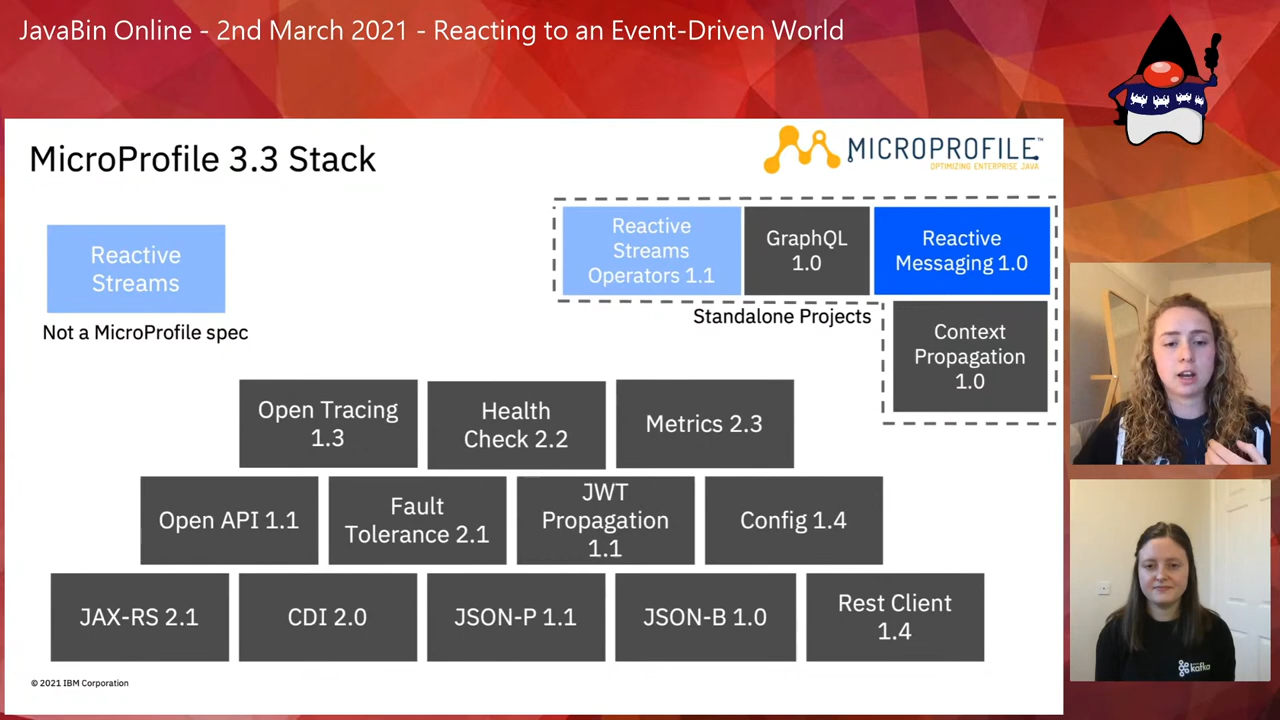 JavaBin Online - 2nd March 2021 - Reacting to an Event-Driven World
MicroProfile 3.3 Stack
MICROPROFILE™
OPTIMIZING ENTERPRISE JAVA
Reactive
Streams
Not a MicroProfile spec
Reactive
Streams
Operators 1.1
GraphQL
1.0
Reactive
Messaging 1.0
Standalone Projects
Context
Propagation
1.0
Open Tracing
1.3
Health
Check 2.2
Metrics 2.3
Open API 1.1
Fault
Tolerance 2.1
JWT
Propagation
1.1
Config 1.4
JAX-RS 2.1
CDI 2.0
JSON-P 1.1
JSON-B 1.0
Rest Client
1.4
© 2021 IBM Corporation
kafka